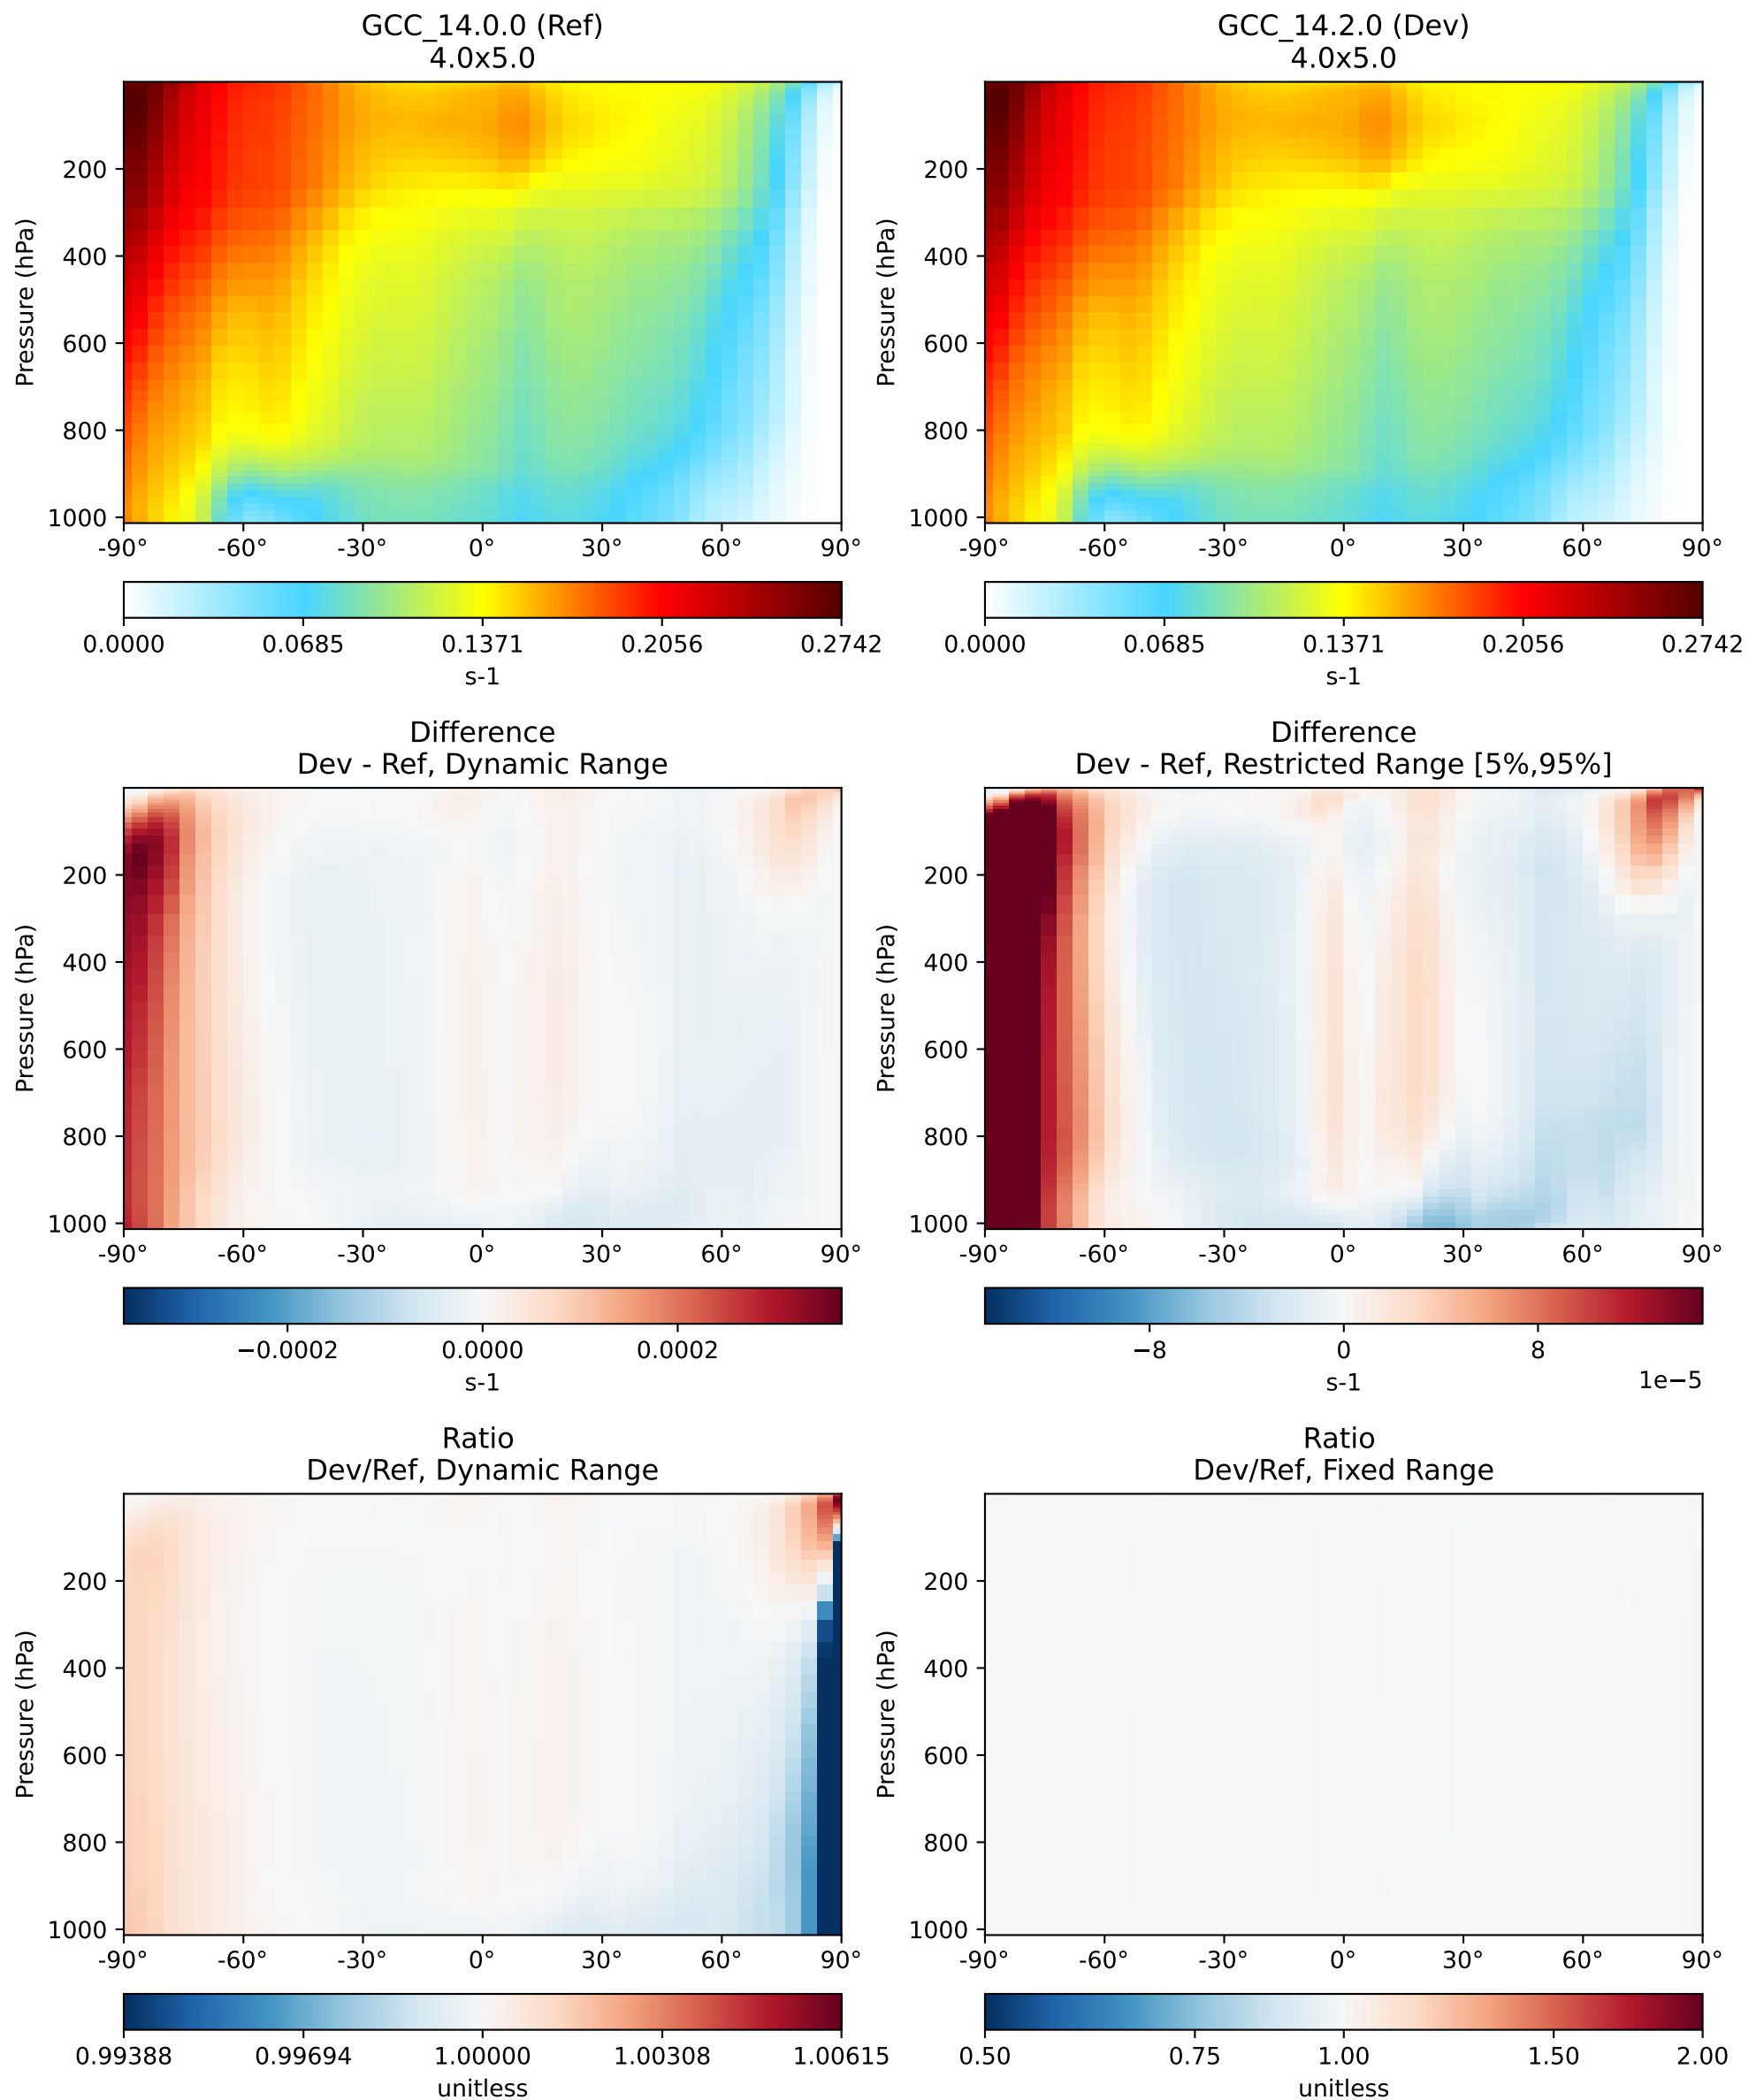 GCC_14.0.0 (Ref)
4.0x5.0
Pressure (hPa)
200
400
600
800
1000
-90° -60° -30° 0° 30° 60° 90°
0.0000 0.0685 0.1371 0.2056 0.2742
s-1
GCC_14.2.0 (Dev)
4.0x5.0
Pressure (hPa)
200
400
600
800
1000
-90° -60° -30° 0° 30° 60° 90°
0.0000 0.0685 0.1371 0.2056 0.2742
s-1
Difference
Dev - Ref, Dynamic Range
Pressure (hPa)
200
400
600
800
1000
-90° -60° -30° 0° 30° 60° 90°
−0.0002 0.0000 0.0002
s-1
Difference
Dev - Ref, Restricted Range [5%,95%]
Pressure (hPa)
200
400
600
800
1000
-90° -60° -30° 0° 30° 60° 90°
−8 0 8
s-1
1e−5
Ratio
Dev/Ref, Dynamic Range
Pressure (hPa)
200
400
600
800
1000
-90° -60° -30° 0° 30° 60° 90°
0.99388 0.99694 1.00000 1.00308 1.00615
unitless
Ratio
Dev/Ref, Fixed Range
Pressure (hPa)
200
400
600
800
1000
-90° -60° -30° 0° 30° 60° 90°
0.50 0.75 1.00 1.50 2.00
unitless